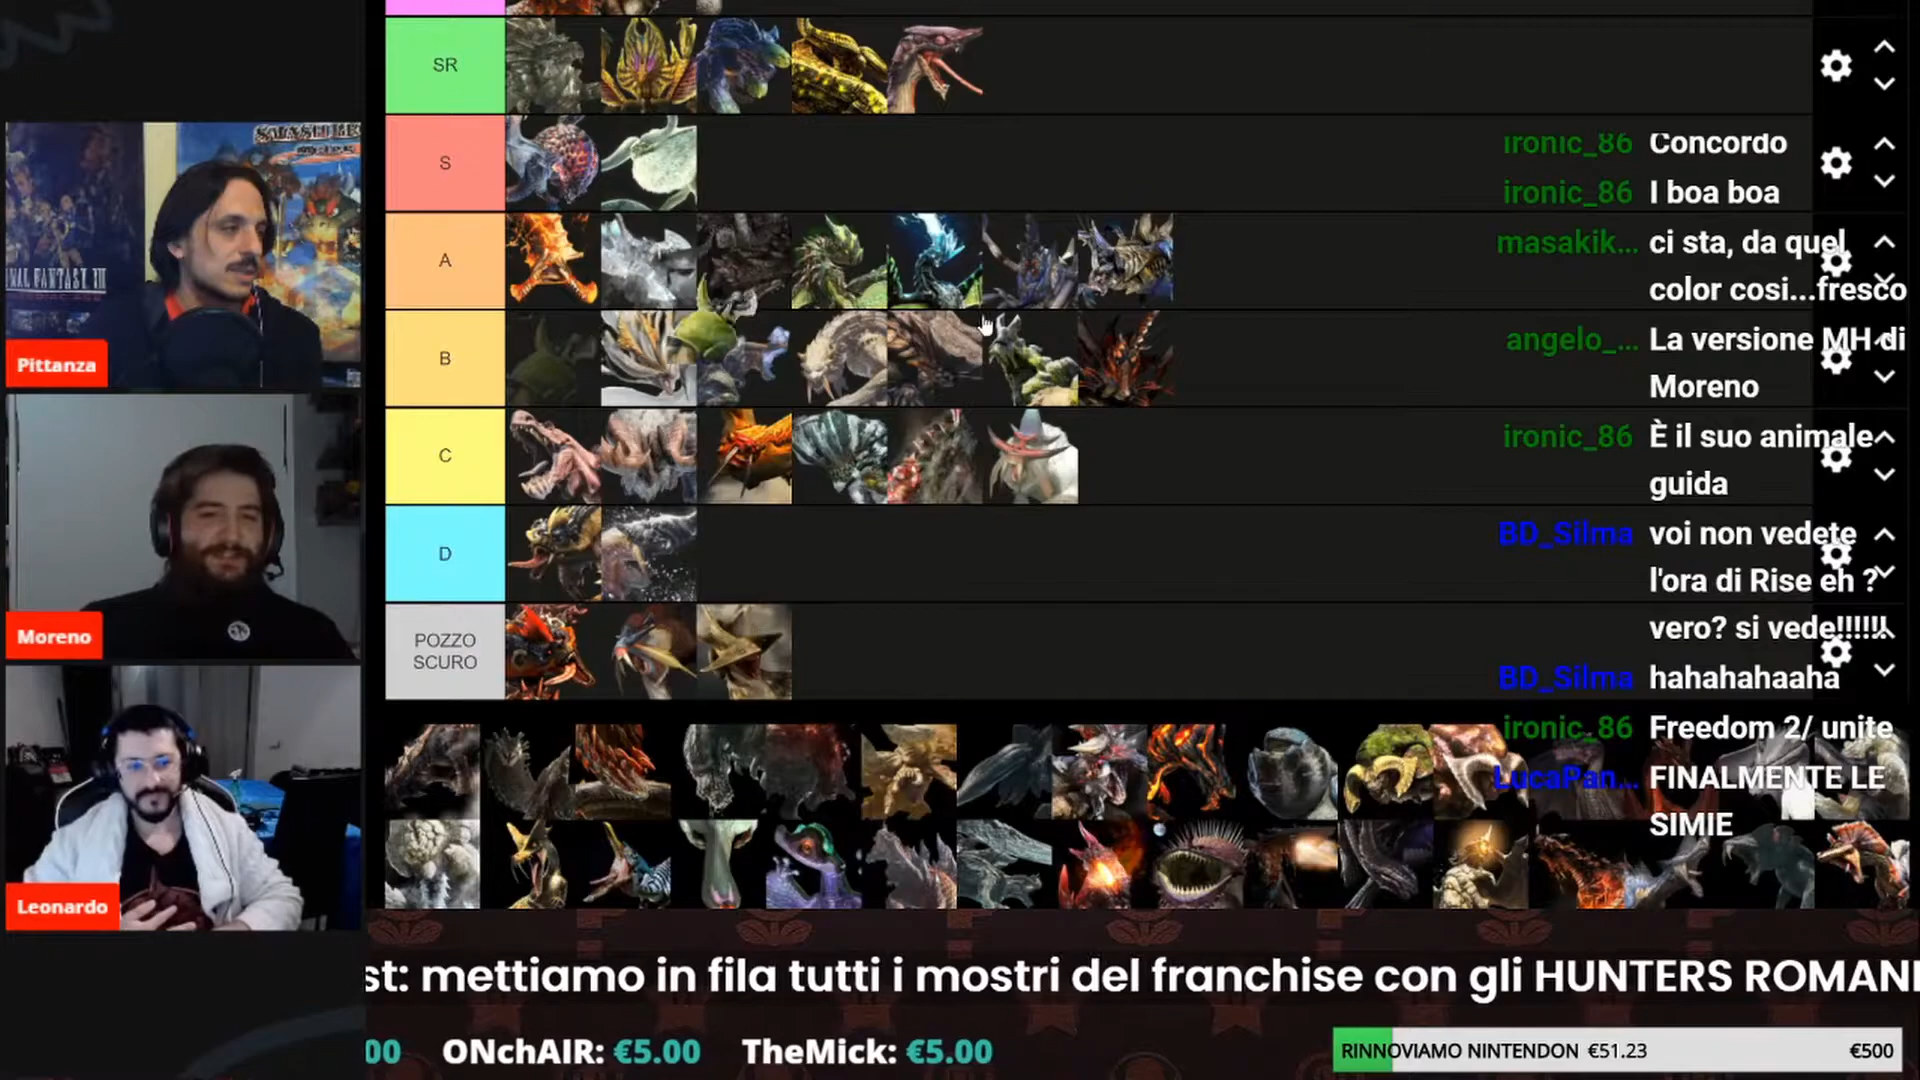 SR
S
A
B
C
D
POZZO
SCURO
SMASH BR
Pittanza
Moreno
Leonardo
ironic_86 Concordo
ironic_86 I boa boa
masakik... ci sta, da quel
color cosi...fresco
angelo_... La versione MH di
Moreno
ironic_86 È il suo animale
guida
BD_Silma voi non vedete
l'ora di Rise eh ?
vero? si vede!!!!!!
BD_Silma hahahahaaha
ironic_86 Freedom 2/ unite
LucaPan... FINALMENTE LE
SIMIE
st: mettiamo in fila tutti i mostri del franchise con gli HUNTERS ROMANI
00 ONchAIR: €5.00 TheMick: €5.00
RINNOVIAMO NINTENDON €51.23 €500